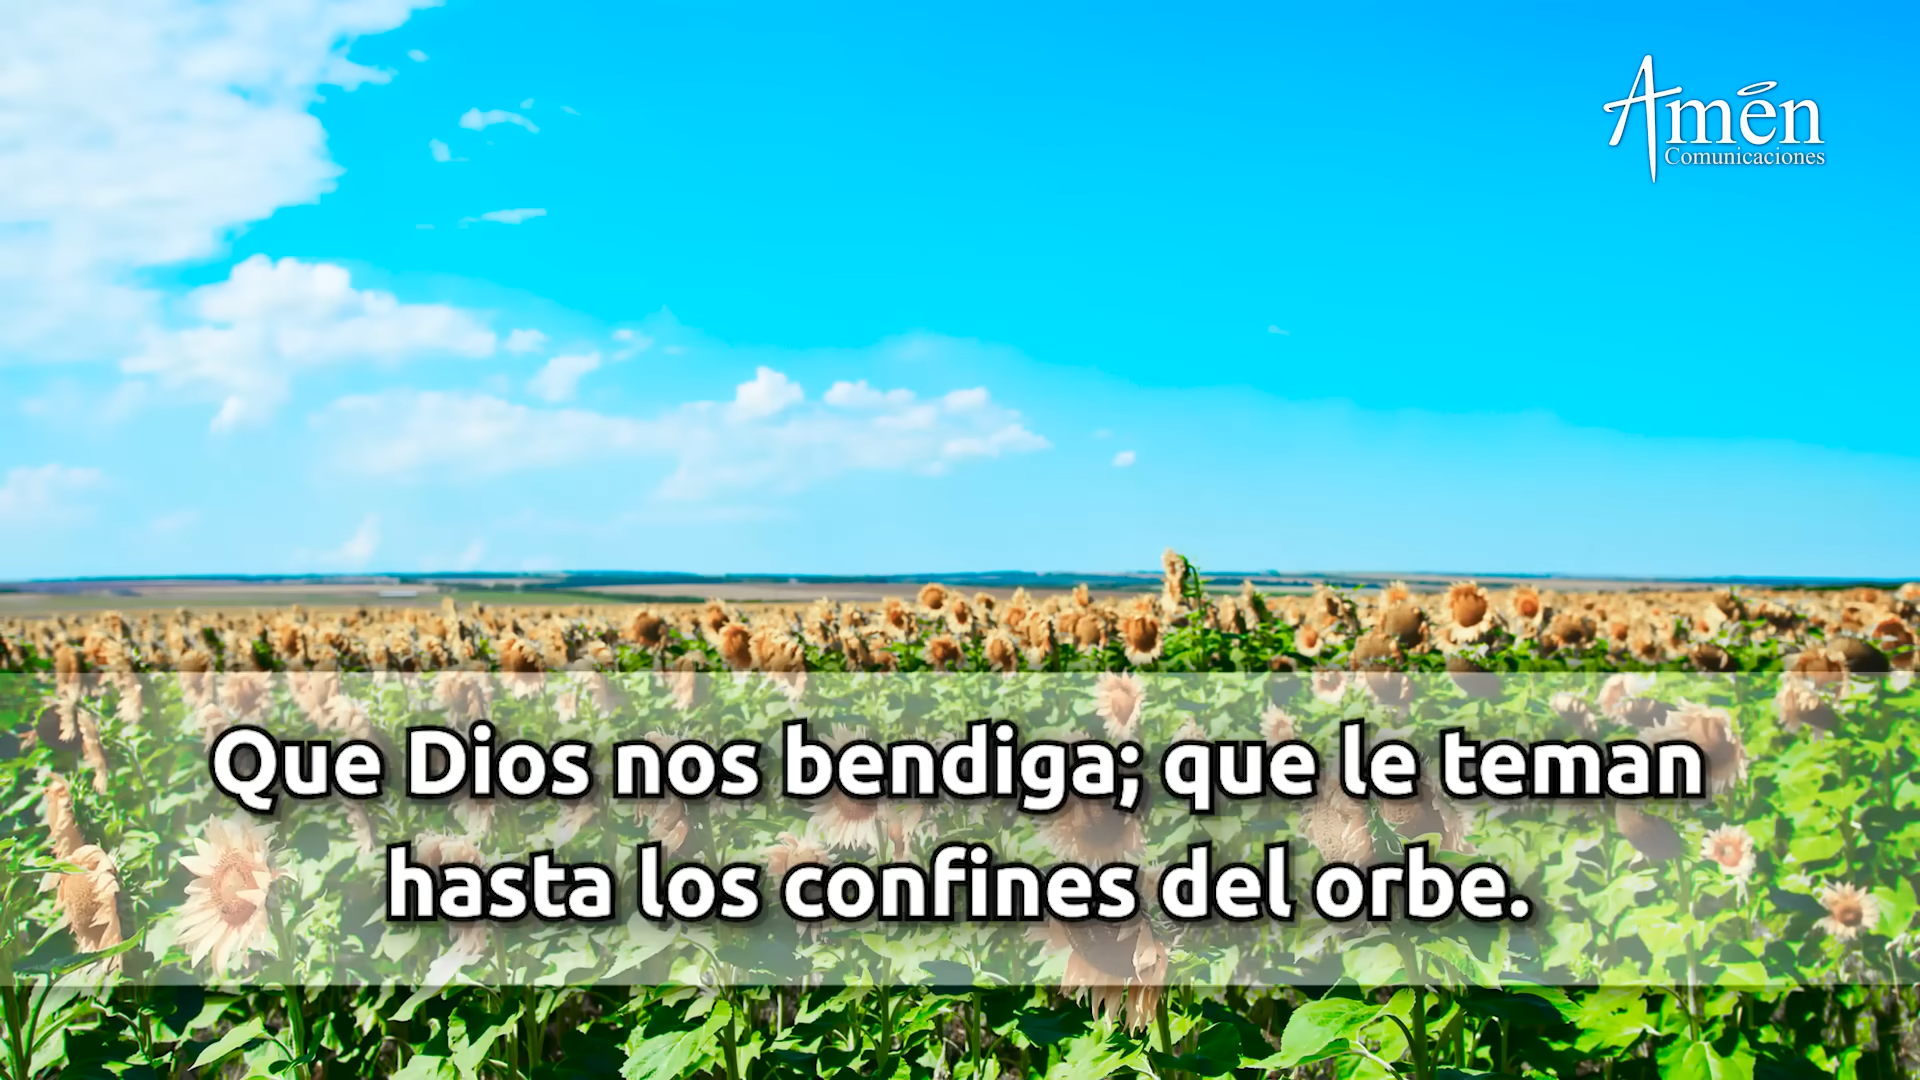 Amén
Comunicaciones
Que Dios nos bendiga; que le teman
hasta los confines del orbe.